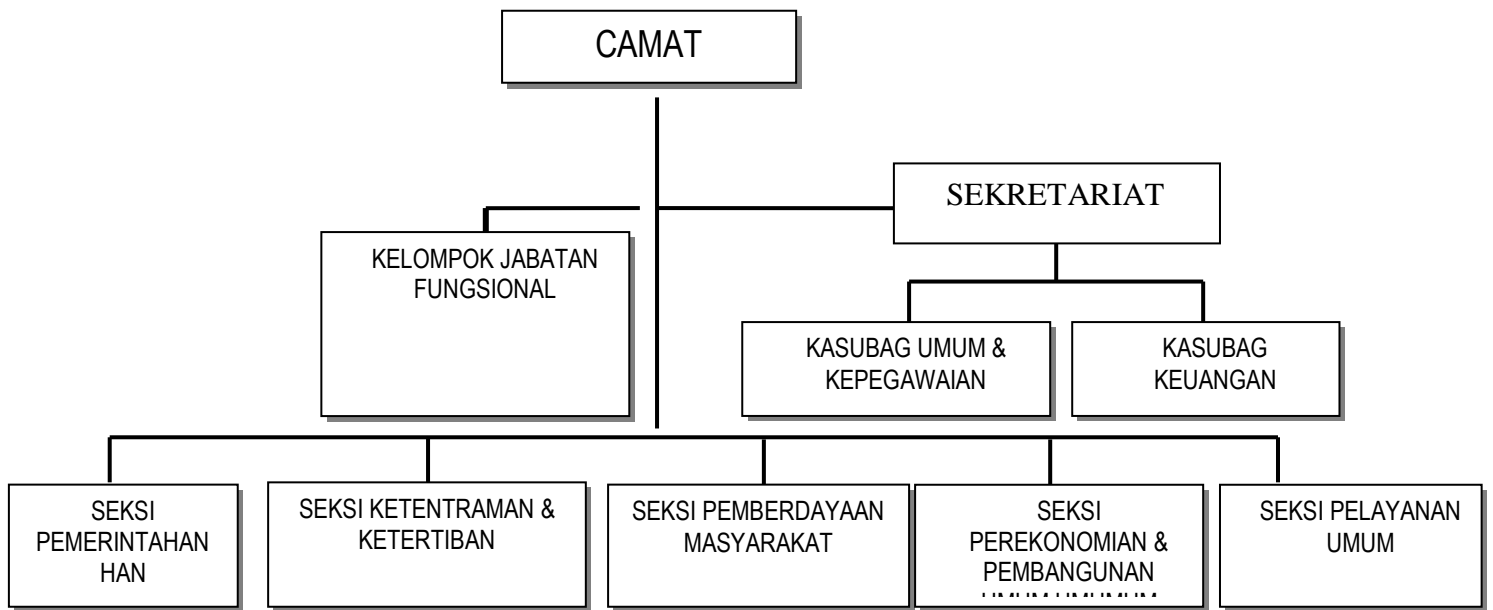 CAMAT
SEKRETARIAT
KELOMPOK JABATAN
FUNGSIONAL
KASUBAG UMUM &
KEPEGAWAIAN
KASUBAG
KEUANGAN
SEKSI
PEMERINTAHAN
HAN
SEKSI KETENTRAMAN &
KETERTIBAN
SEKSI PEMBERDAYAAN
MASYARAKAT
SEKSI
PEREKONOMIAN &
PEMBANGUNAN
SEKSI PELAYANAN
UMUM